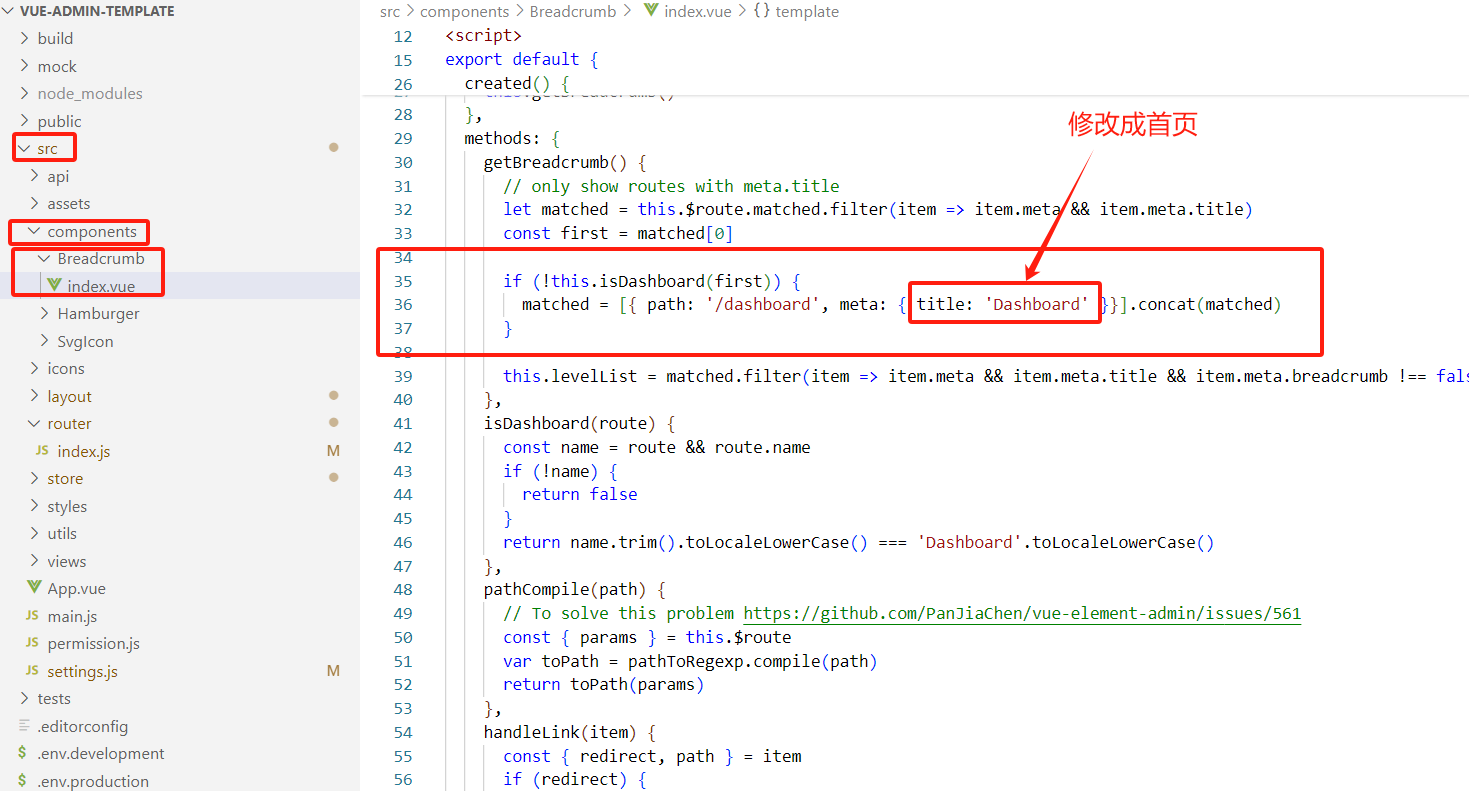 VUE-ADMIN-TEMPLATE
build
mock
node_modules
public
src
api
assets
components
Breadcrumb
index.vue
Hamburger
SvgIcon
icons
layout
router
JS index.js M
store
styles
utils
views
App.vue
JS main.js
JS permission.js
JS settings.js M
tests
.editorconfig
$ .env.development
$ .env.production
src > components > Breadcrumb > index.vue > {} template
12 <script>
15 export default {
26 created() {
27 this.getBreadcrumb()
28 },
修改成首页
29 methods: {
30 getBreadcrumb() {
31 // only show routes with meta.title
32 let matched = this.$route.matched.filter(item => item.meta && item.meta.title)
33 const first = matched[0]
34
35 if (!this.isDashboard(first)) {
36 matched = [{ path: '/dashboard', meta: { title: 'Dashboard' }}].concat(matched)
37 }
38
39 this.levelList = matched.filter(item => item.meta && item.meta.title && item.meta.breadcrumb !== fals
40 },
41 isDashboard(route) {
42 const name = route && route.name
43 if (!name) {
44 return false
45 }
46 return name.trim().toLocaleLowerCase() === 'Dashboard'.toLocaleLowerCase()
47 },
48 pathCompile(path) {
49 // To solve this problem https://github.com/PanJiaChen/vue-element-admin/issues/561
50 const { params } = this.$route
51 var toPath = pathToRegexp.compile(path)
52 return toPath(params)
53 },
54 handleLink(item) {
55 const { redirect, path } = item
56 if (redirect) {